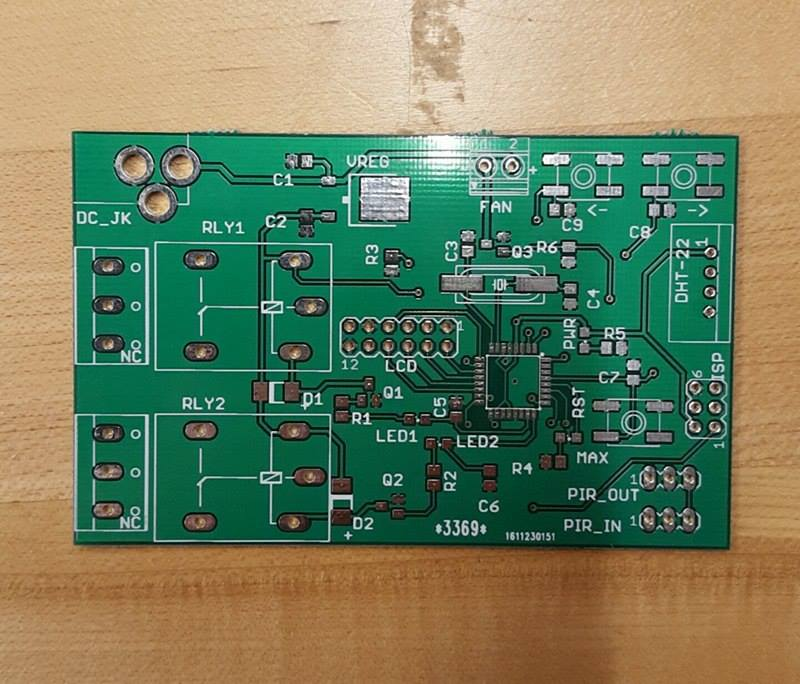 2
+
C1
VREG
FAN
C9
<-
C8
->
DC_JK
C2
RLY1
R3
C3
Q3
R6
DHT-22
1
C4
NC
1
LCD
12
PWR
R5
C7
6
ISP
1
D1
Q1
R1
C5
RST
RLY2
LED1
LED2
MAX
R4
Q2
R2
C6
PIR_OUT
1
NC
D2
+
*3369*
1611230151
PIR_IN
1